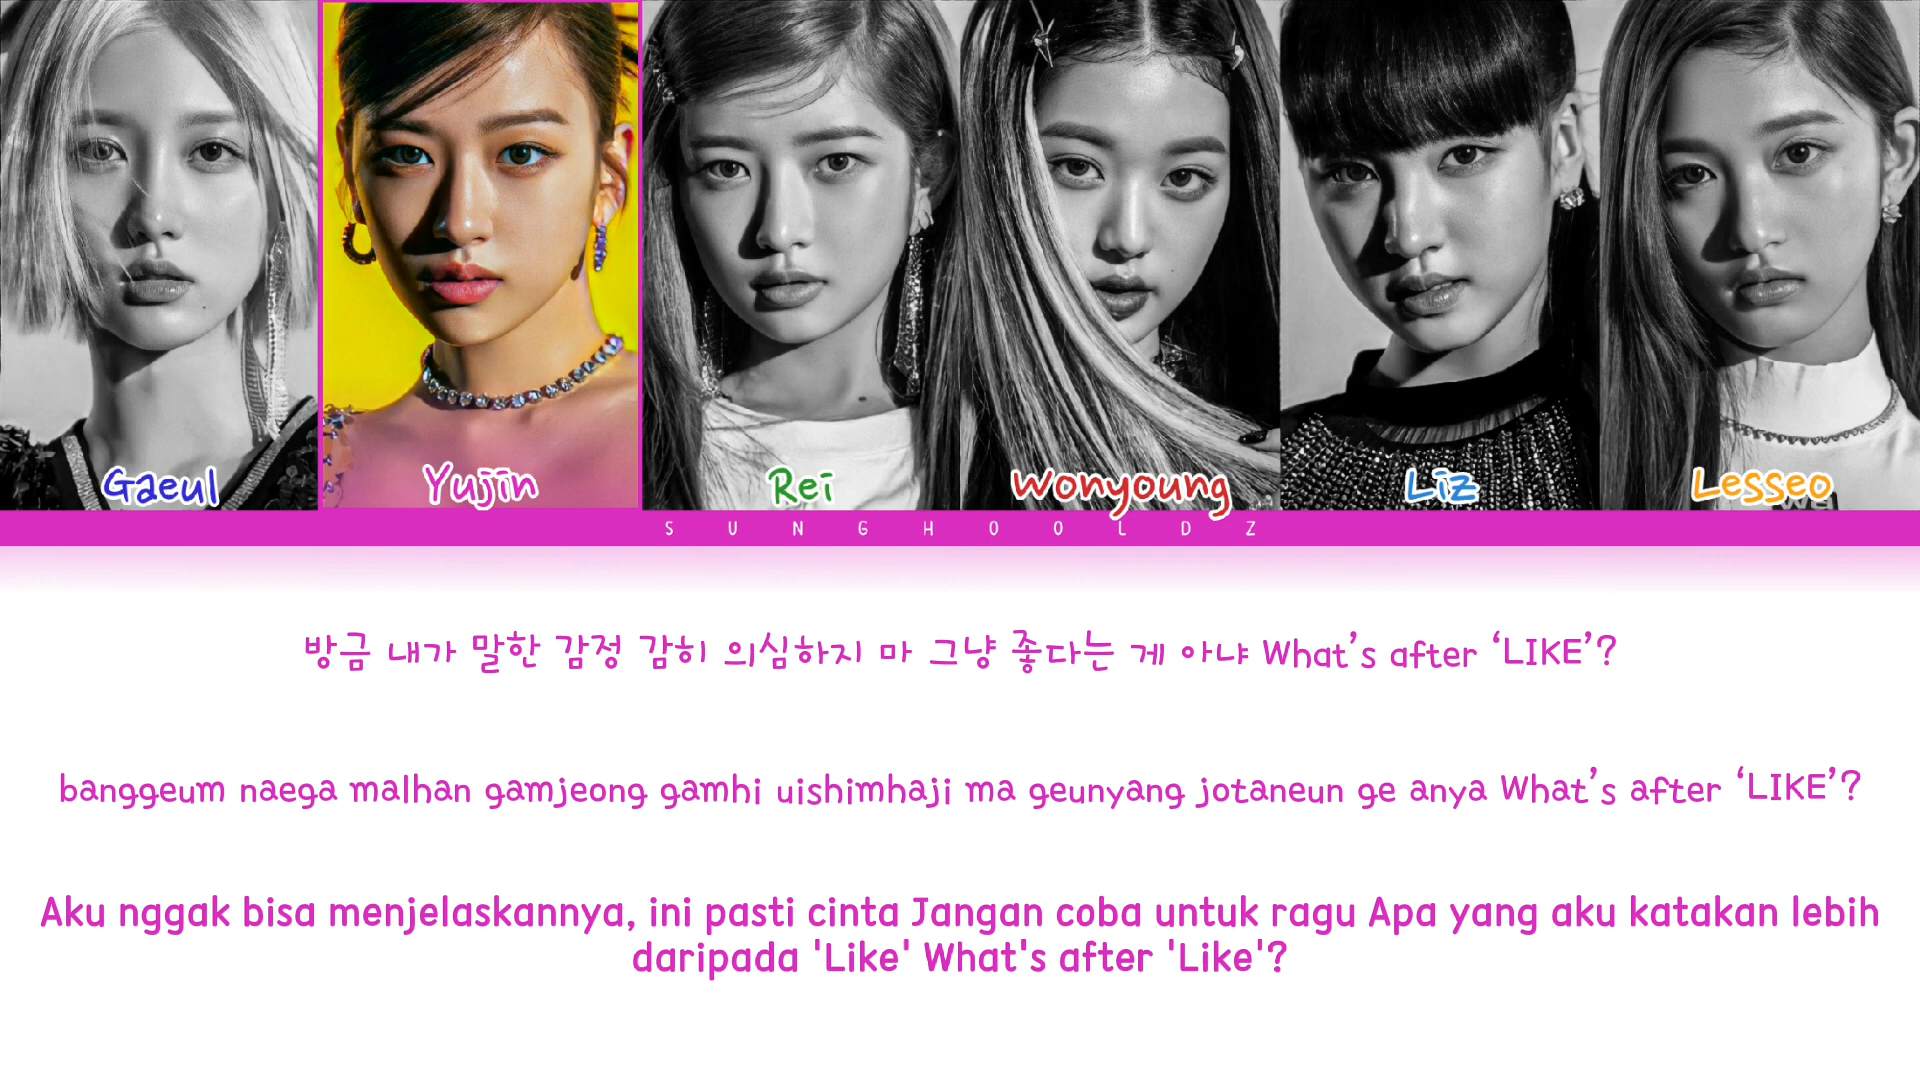 Gaeul
Yujin
Rei
Wonyoung
Liz
Lesseo
SUNGHOOLDZ
방금 내가 말한 감정 감히 의심하지 마 그냥 좋다는 게 아냐 What’s after ‘LIKE’?
banggeum naega malhan gamjeong gamhi uishimhaji ma geunyang jotaneun ge anya What’s after ‘LIKE’?
Aku nggak bisa menjelaskannya, ini pasti cinta Jangan coba untuk ragu Apa yang aku katakan lebih
daripada 'Like' What's after 'Like'?